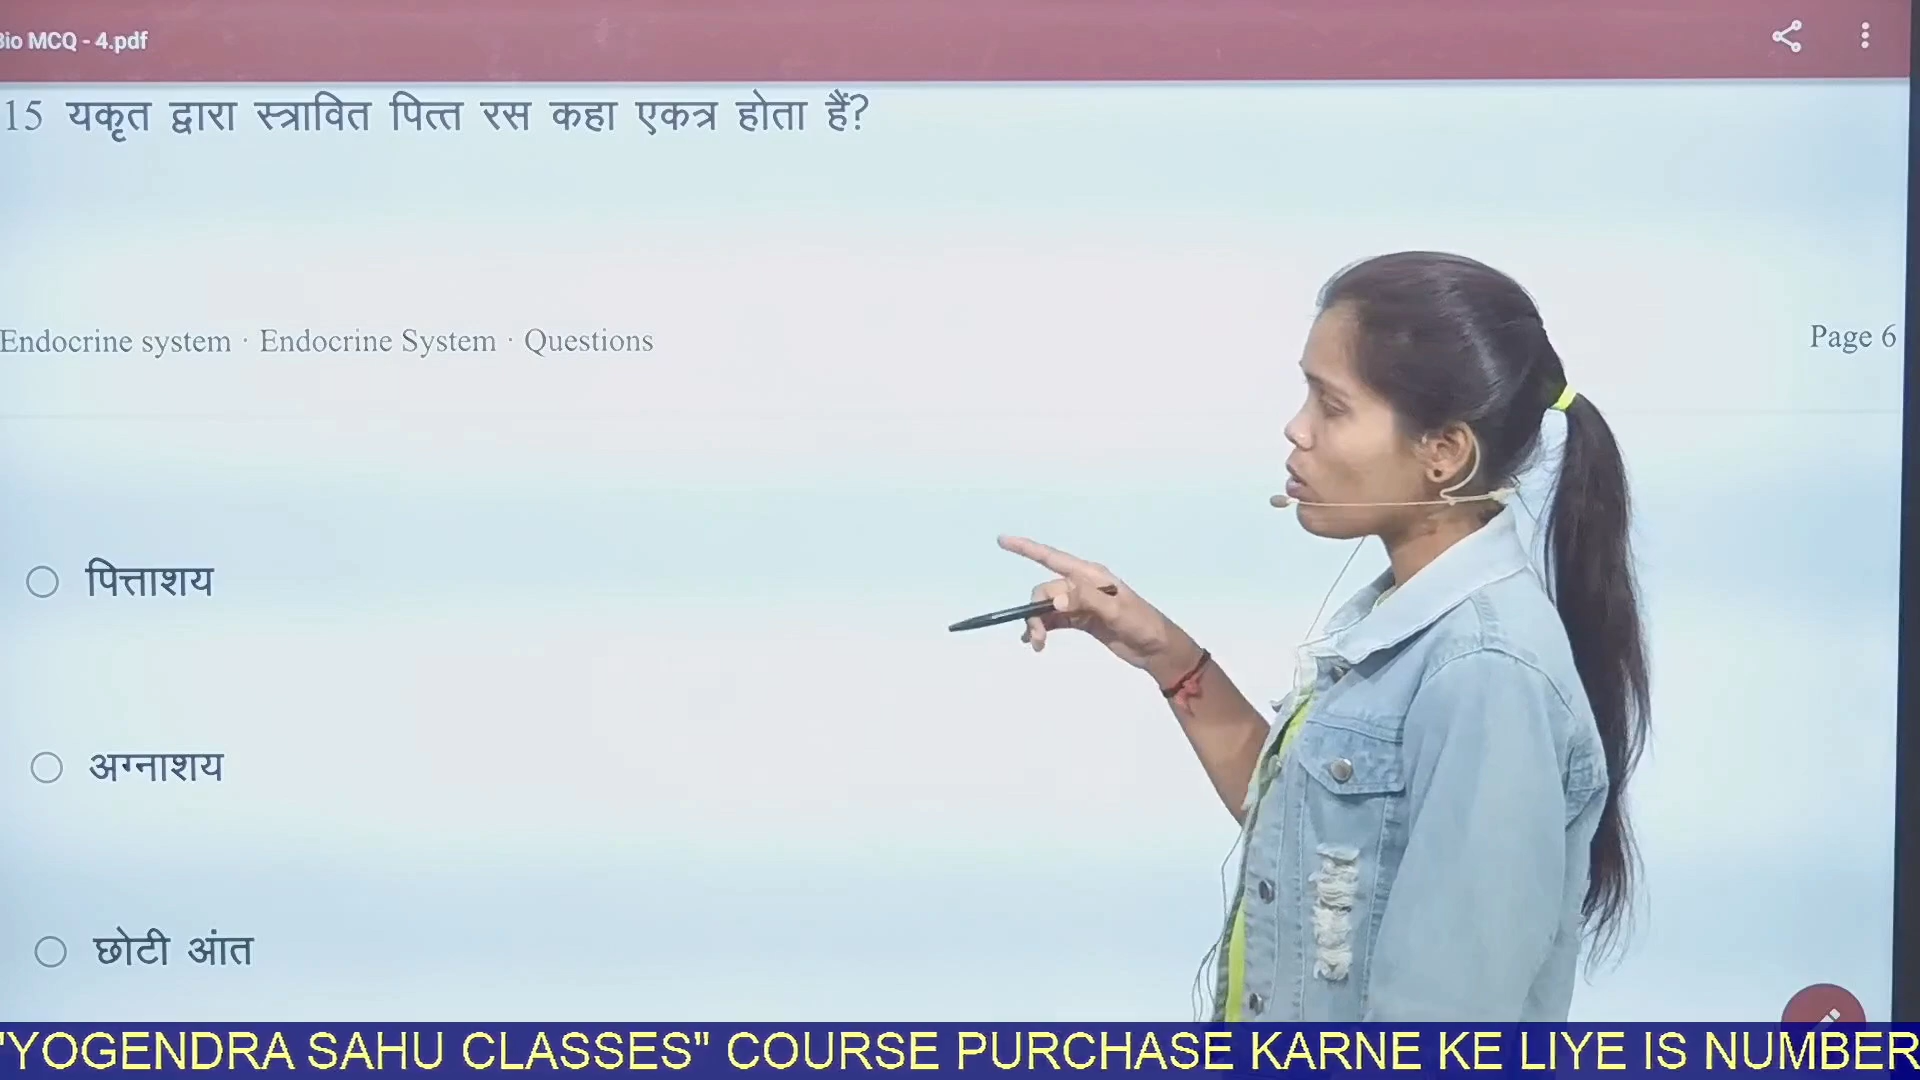 Bio MCQ - 4.pdf
15 यकृत द्वारा स्त्रावित पित्त रस कहा एकत्र होता हैं?
Endocrine system · Endocrine System · Questions
Page 6
पित्ताशय
अग्नाशय
छोटी आंत
"YOGENDRA SAHU CLASSES" COURSE PURCHASE KARNE KE LIYE IS NUMBER